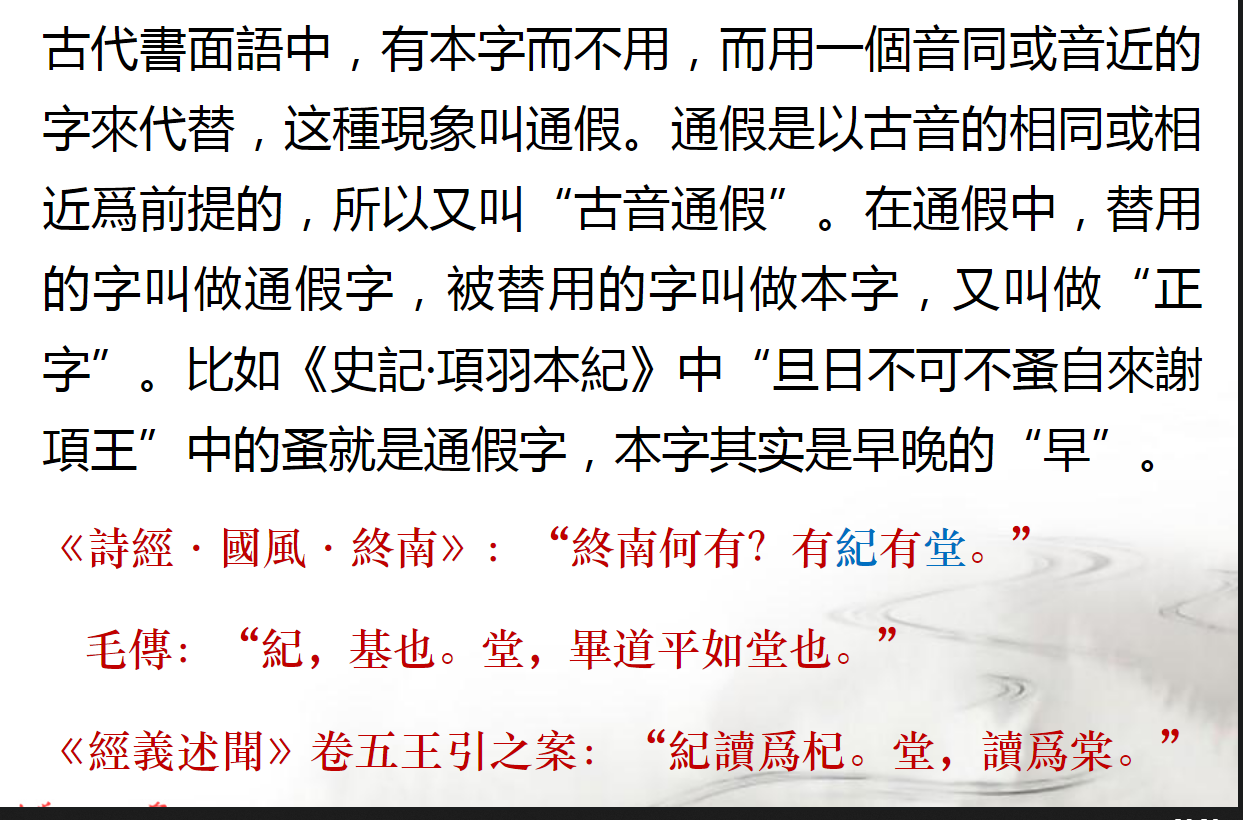 古代書面語中，有本字而不用，而用一個音同或音近的
字來代替，这種現象叫通假。通假是以古音的相同或相
近爲前提的，所以又叫“古音通假”。在通假中，替用
的字叫做通假字，被替用的字叫做本字，又叫做“正
字”。比如《史記·項羽本紀》中“旦日不可不蚤自來謝
項王”中的蚤就是通假字，本字其实是早晚的“早”。
《詩經·國風·終南》：“終南何有？有紀有堂。”
毛傳：“紀，基也。堂，畢道平如堂也。”
《經義述聞》卷五王引之案：“紀讀爲杞。堂，讀爲棠。”